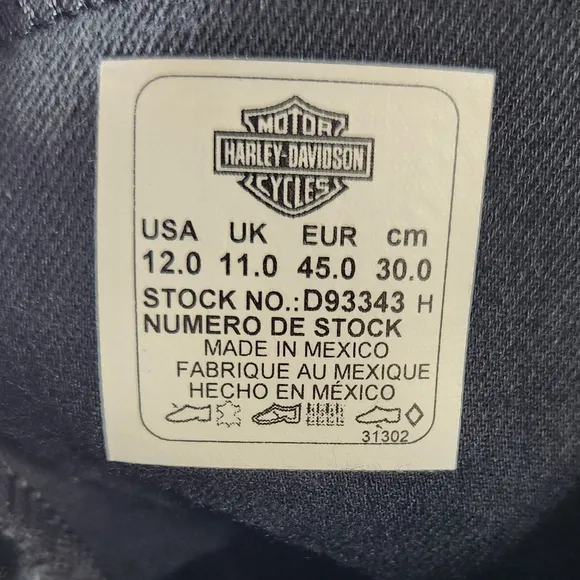 MOTOR
HARLEY-DAVIDSON
CYCLES
USA UK EUR cm
12.0 11.0 45.0 30.0
STOCK NO.:D93343 H
NUMERO DE STOCK
MADE IN MEXICO
FABRIQUE AU MEXIQUE
HECHO EN MÉXICO
31302